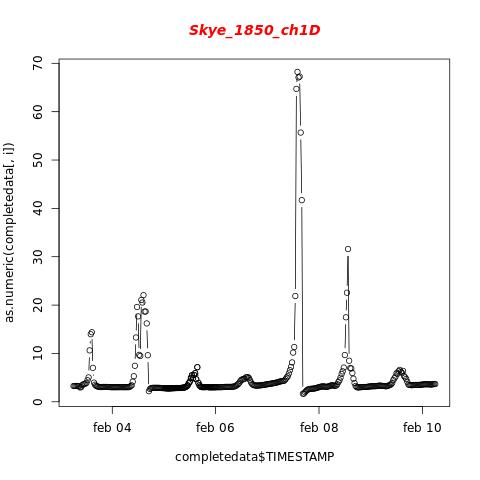 Skye_1850_ch1D
as.numeric(completedata[, i])
70
60
50
40
30
20
10
0
feb 04 feb 06 feb 08 feb 10
completedata$TIMESTAMP